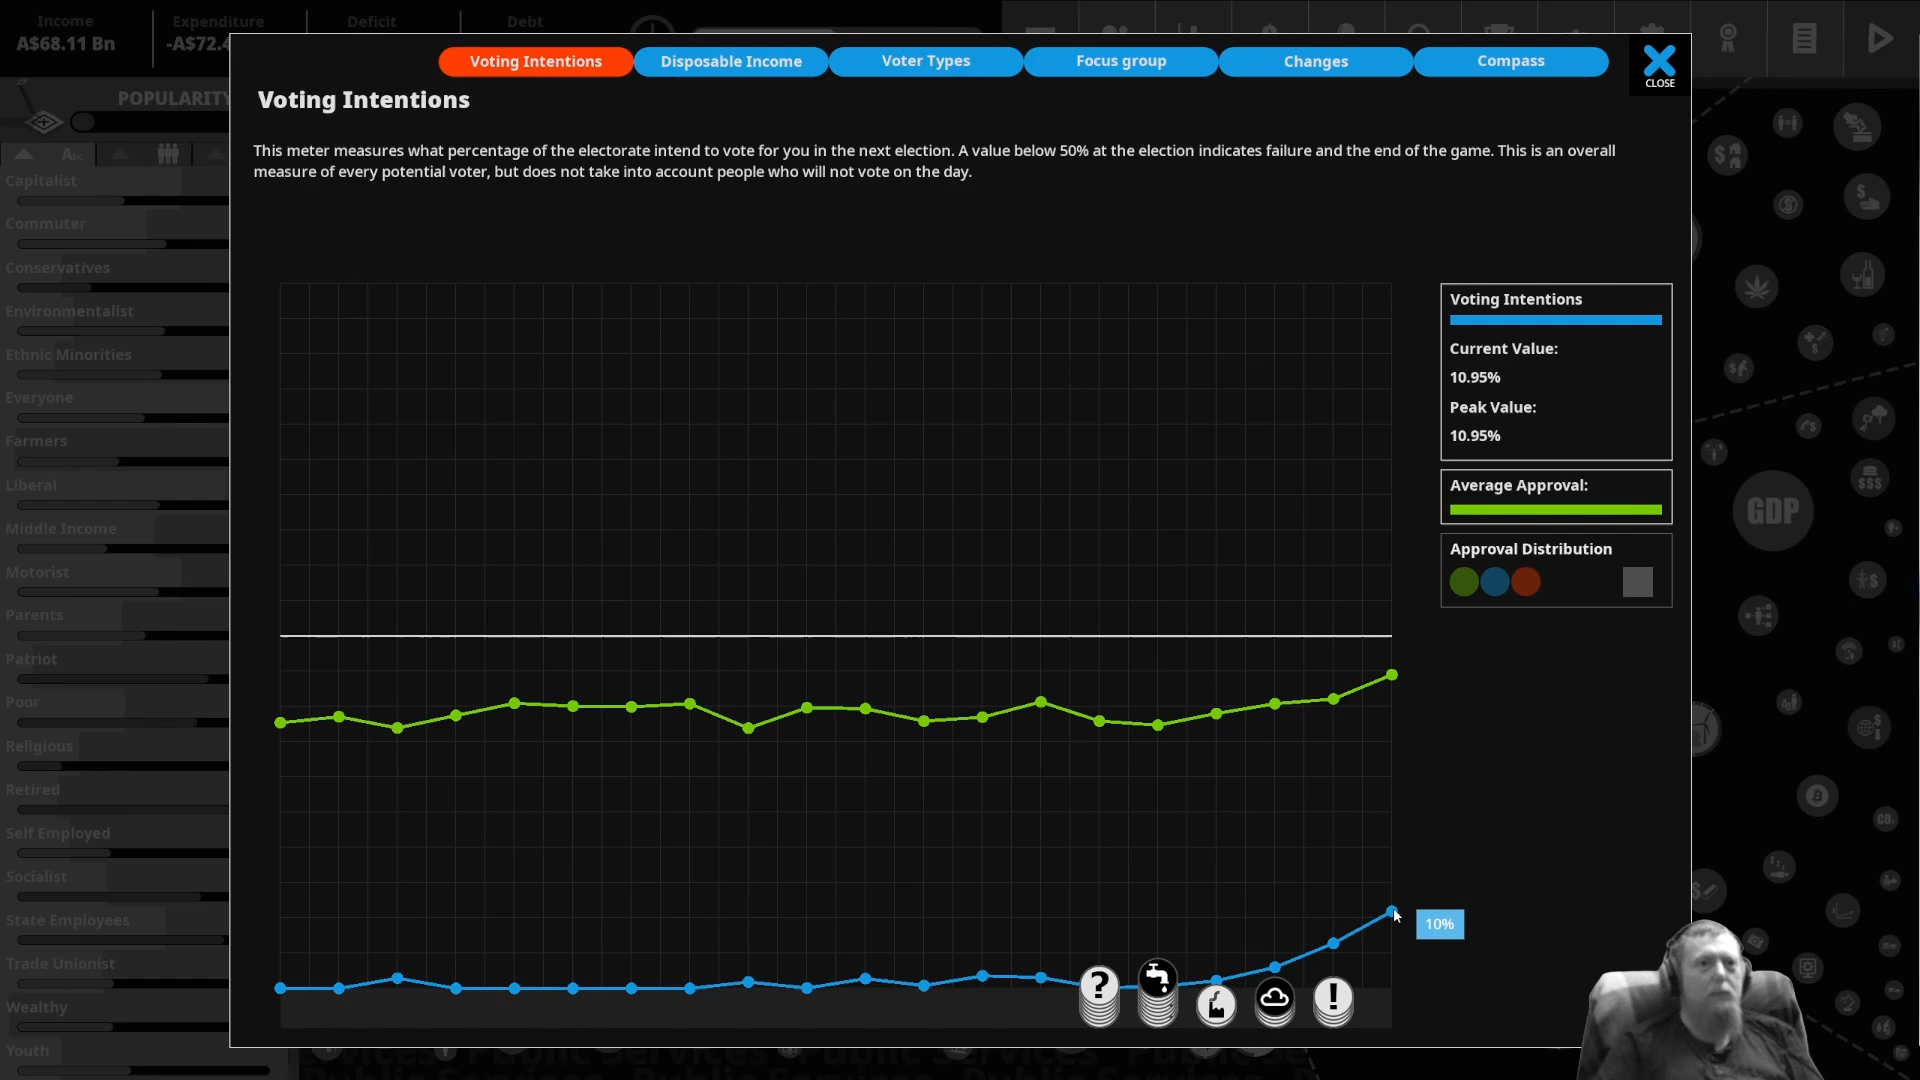 Income
Expenditure
Deficit
Debt
A$68.11 Bn
-A$72.4
Voting Intentions
Disposable Income
Voter Types
Focus group
Changes
Compass
CLOSE
Voting Intentions
This meter measures what percentage of the electorate intend to vote for you in the next election. A value below 50% at the election indicates failure and the end of the game. This is an overall
measure of every potential voter, but does not take into account people who will not vote on the day.
POPULARITY
Abc
Capitalist
Commuter
Conservatives
Environmentalist
Ethnic Minorities
Everyone
Farmers
Liberal
Middle Income
Motorist
Parents
Patriot
Poor
Religious
Retired
Self Employed
Socialist
State Employees
Trade Unionist
Wealthy
Youth
Voting Intentions
Current Value:
10.95%
Peak Value:
10.95%
Average Approval:
Approval Distribution
10%
?
!
GDP
$$$
CO₂